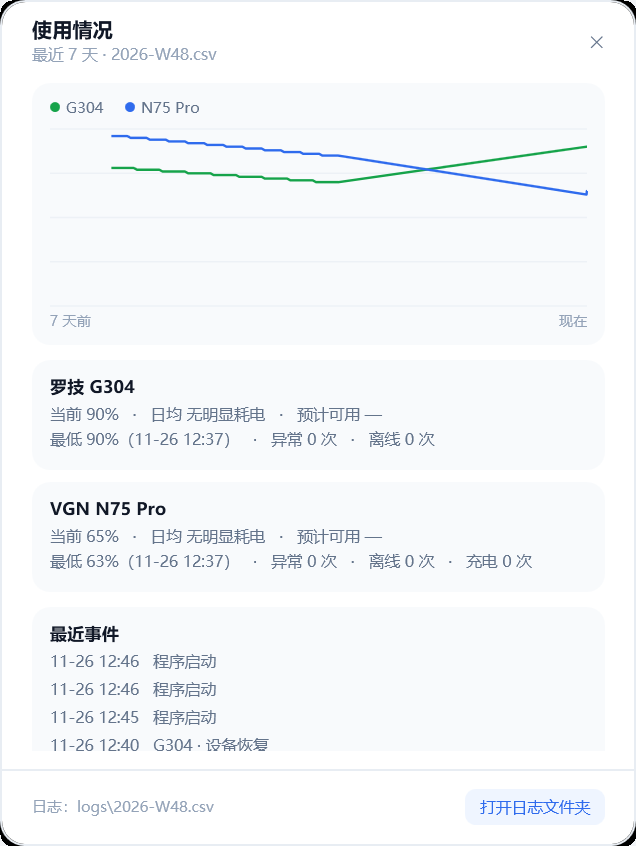 使用情况
最近 7 天 · 2026-W48.csv
G304 N75 Pro
7 天前 现在
罗技 G304
当前 90% · 日均 无明显耗电 · 预计可用 —
最低 90%（11-26 12:37） · 异常 0 次 · 离线 0 次
VGN N75 Pro
当前 65% · 日均 无明显耗电 · 预计可用 —
最低 63%（11-26 12:37） · 异常 0 次 · 离线 0 次 · 充电 0 次
最近事件
11-26 12:46 程序启动
11-26 12:46 程序启动
11-26 12:45 程序启动
11-26 12:40 G304 · 设备恢复
日志：logs\2026-W48.csv
打开日志文件夹